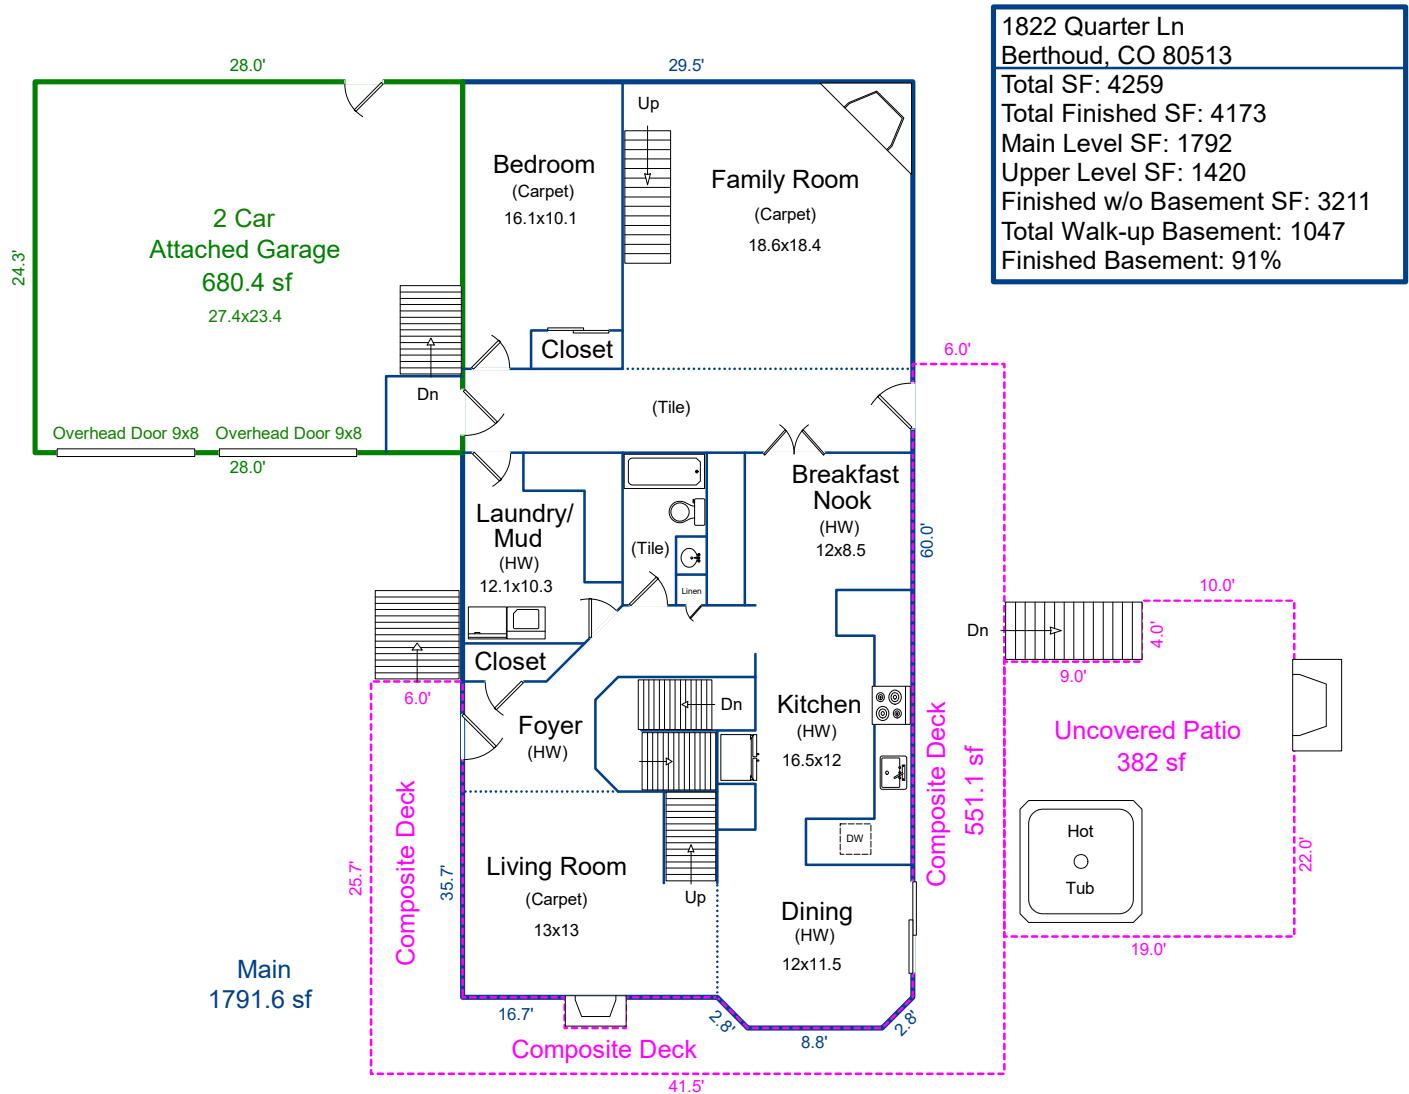 1822 Quarter Ln
Berthoud, CO 80513
Total SF: 4259
Total Finished SF: 4173
Main Level SF: 1792
Upper Level SF: 1420
Finished w/o Basement SF: 3211
Total Walk-up Basement: 1047
Finished Basement: 91%
28.0'
29.5'
24.3'
2 Car
Attached Garage
680.4 sf
27.4x23.4
Overhead Door 9x8
Overhead Door 9x8
28.0'
Dn
Bedroom
(Carpet)
16.1x10.1
Closet
Up
Family Room
(Carpet)
18.6x18.4
(Tile)
6.0'
Laundry/
Mud
(HW)
12.1x10.3
(Tile)
Linen
Breakfast
Nook
(HW)
12x8.5
60.0'
Closet
6.0'
Foyer
(HW)
Dn
Kitchen
(HW)
16.5x12
DW
Living Room
(Carpet)
13x13
Up
Dining
(HW)
12x11.5
Composite Deck
551.1 sf
Dn
10.0'
4.0'
9.0'
Uncovered Patio
382 sf
Hot
Tub
22.0'
19.0'
25.7'
Composite Deck
35.7'
Main
1791.6 sf
16.7'
2.8'
8.8'
2.8'
Composite Deck
41.5'